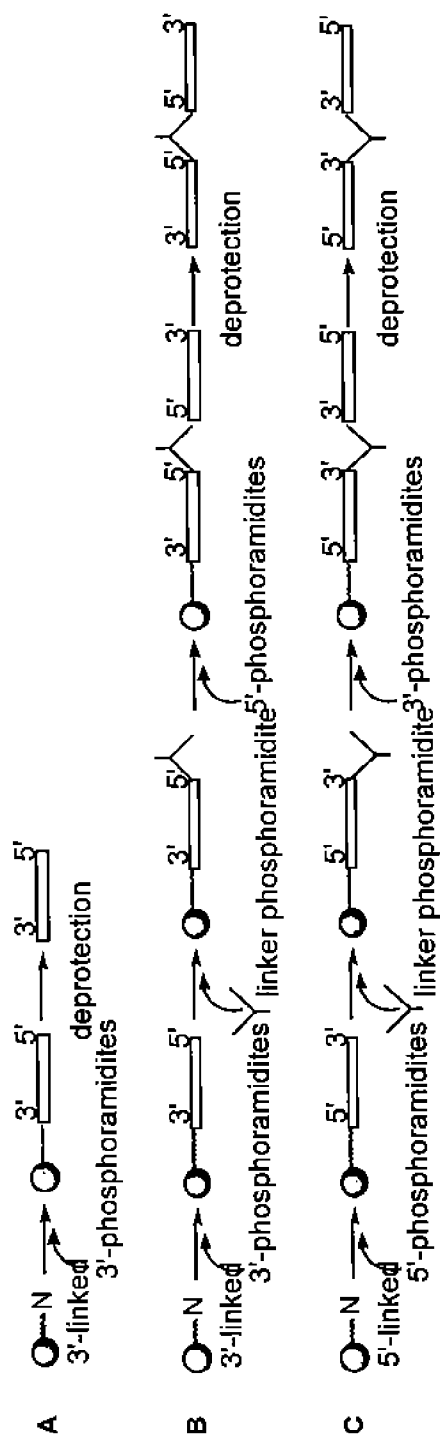 A
N
3'-linked
3'-phosphoramidites
3' 5'
deprotection
3' 5'
B
N
3'-linked
3'-phosphoramidites
3' 5'
linker phosphoramidite
3' 5'
5'-phosphoramidites
3' 5' 5' 3'
deprotection
3' 5' 5' 3'
C
N
5'-linked
5'-phosphoramidites
5' 3'
linker phosphoramidite
5' 3'
3'-phosphoramidites
5' 3' 3' 5'
deprotection
5' 3' 3' 5'